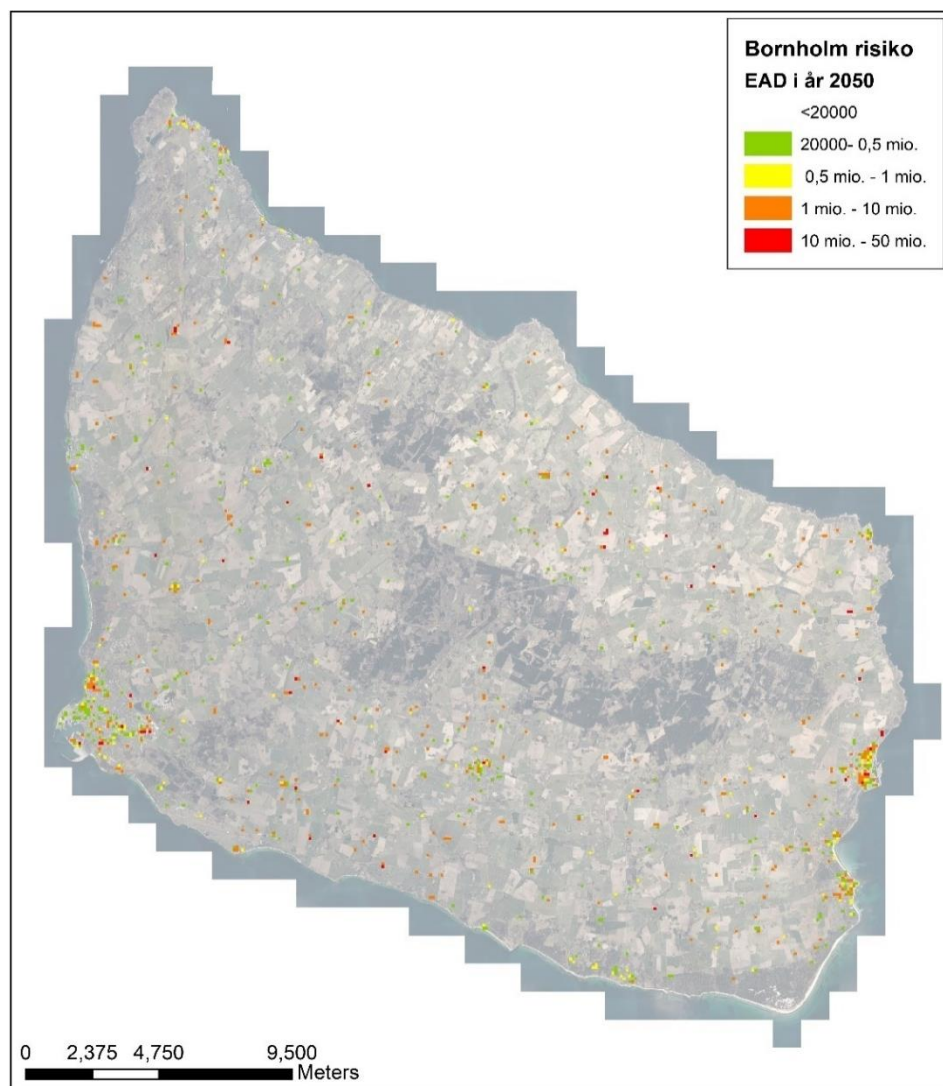 Bornholm risiko
EAD i år 2050
<20000
20000- 0,5 mio.
0,5 mio. - 1 mio.
1 mio. - 10 mio.
10 mio. - 50 mio.
0 2,375 4,750 9,500
Meters